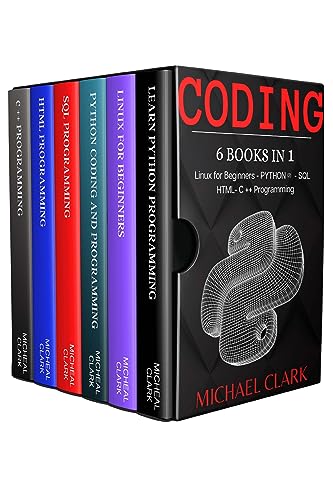 C ++ PROGRAMMING
MICHEAL
CLARK
HTML PROGRAMMING
MICHEAL
CLARK
SQL PROGRAMMING
MICHEAL
CLARK
PYTHON CODING AND PROGRAMMING
MICHEAL
CLARK
LINUX FOR BEGINNERS
MICHEAL
CLARK
LEARN PYTHON PROGRAMMING
MICHEAL
CLARK
CODING
6 BOOKS IN 1
Linux for Beginners - PYTHON - SQL
HTML- C ++ Programming
MICHAEL CLARK